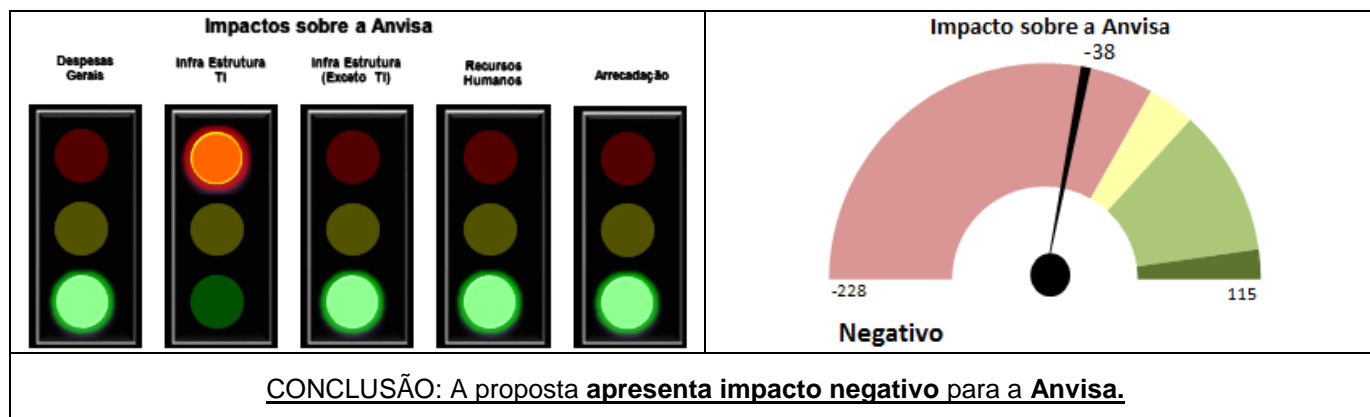 Impactos sobre a Anvisa
Despesas
Gerais
Infra Estrutura
TI
Infra Estrutura
(Exceto TI)
Recursos
Humanos
Arrecadação
Impacto sobre a Anvisa
-38
-228
115
Negativo
CONCLUSÃO: A proposta apresenta impacto negativo para a Anvisa.